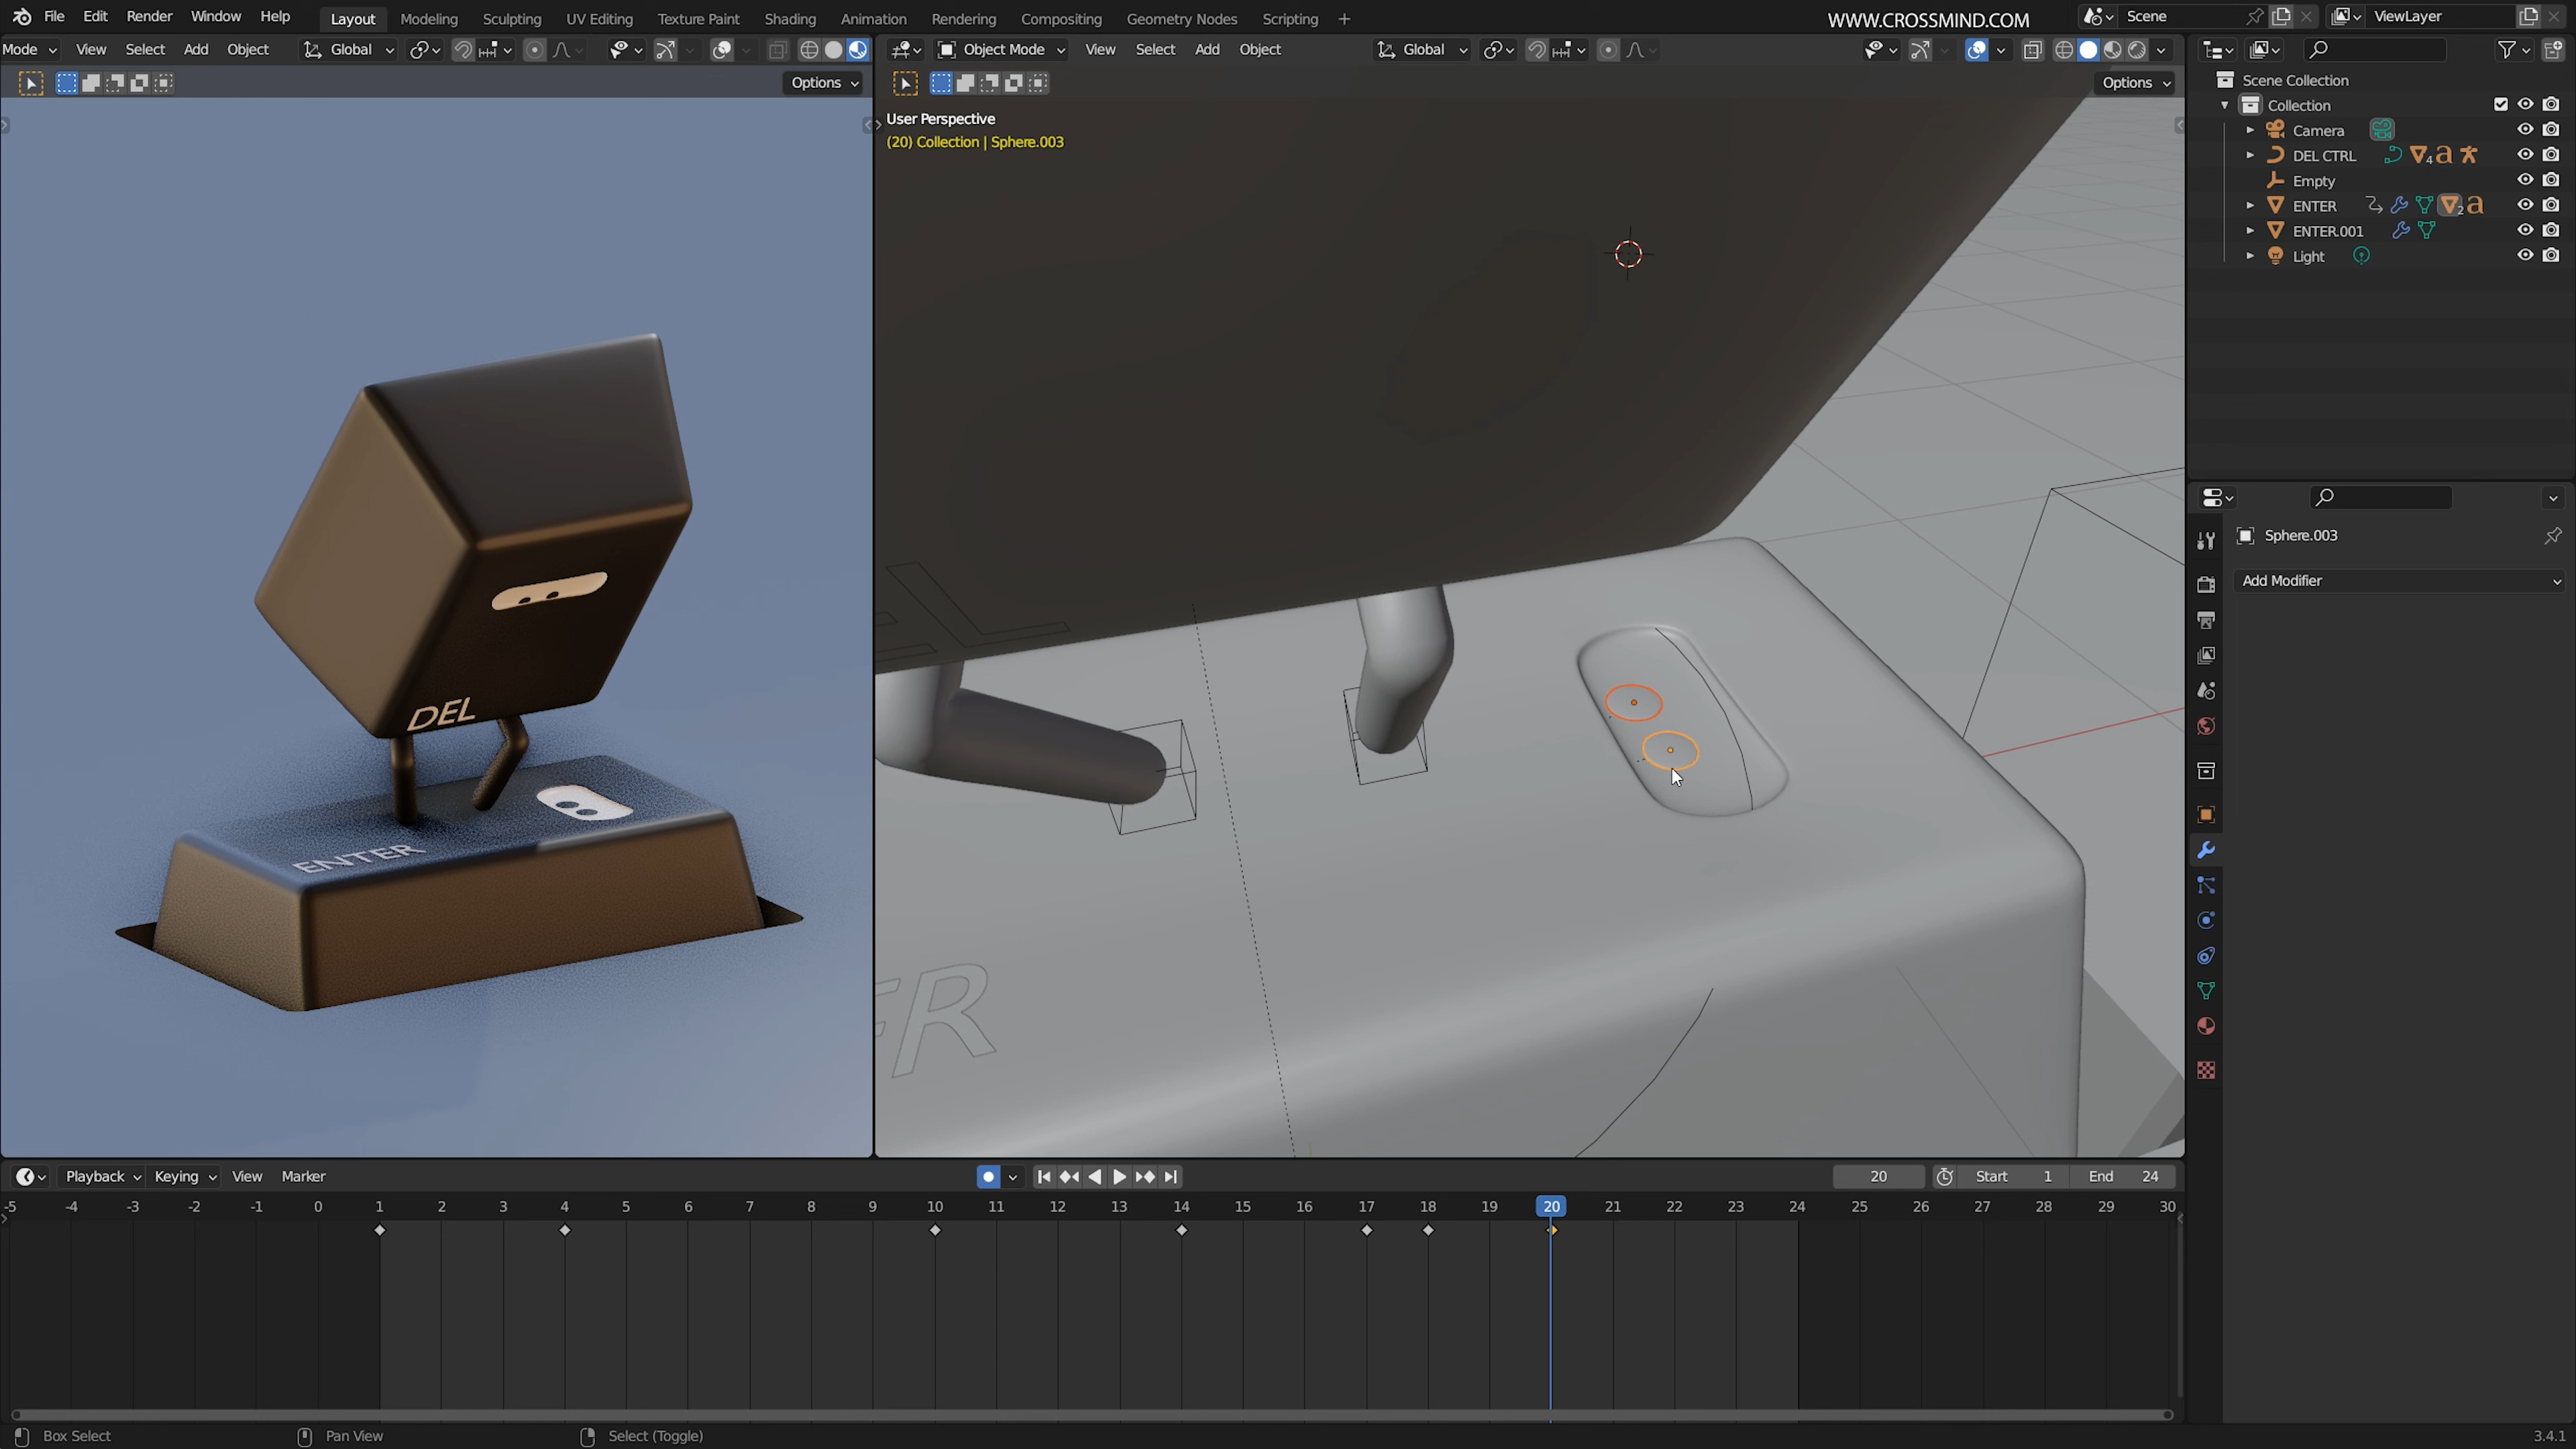 File Edit Render Window Help Layout Modeling Sculpting UV Editing Texture Paint Shading Animation Rendering Compositing Geometry Nodes Scripting + WWW.CROSSMIND.COM Scene ViewLayer
Mode View Select Add Object Global
Object Mode View Select Add Object Global
Options
Options
User Perspective
(20) Collection | Sphere.003
Scene Collection
Collection
Camera
DEL CTRL 4 a
Empty
ENTER 2 a
ENTER.001
Light
Sphere.003
Add Modifier
DEL
ENTER
EL
ER
Playback Keying View Marker 20 Start 1 End 24
-5 -4 -3 -2 -1 0 1 2 3 4 5 6 7 8 9 10 11 12 13 14 15 16 17 18 19 20 21 22 23 24 25 26 27 28 29 30
Box Select Pan View Select (Toggle) 3.4.1